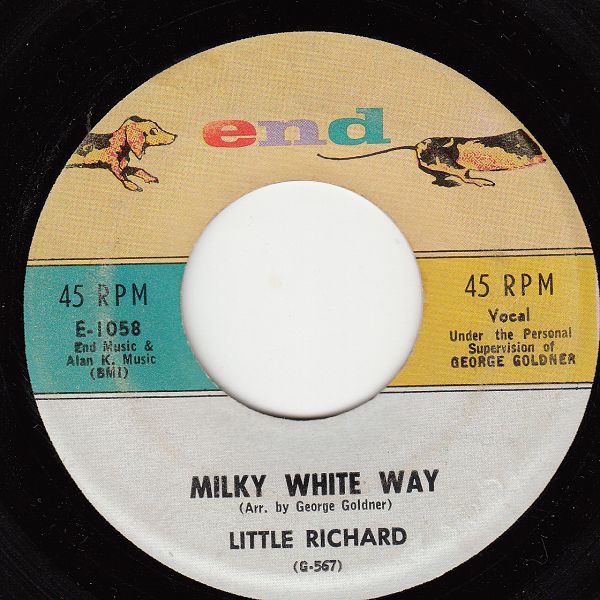 end
45 RPM
E-1058
End Music &
Alan K. Music
(BMI)
45 RPM
Vocal
Under the Personal
Supervision of
GEORGE GOLDNER
MILKY WHITE WAY
(Arr. by George Goldner)
LITTLE RICHARD
(G-567)